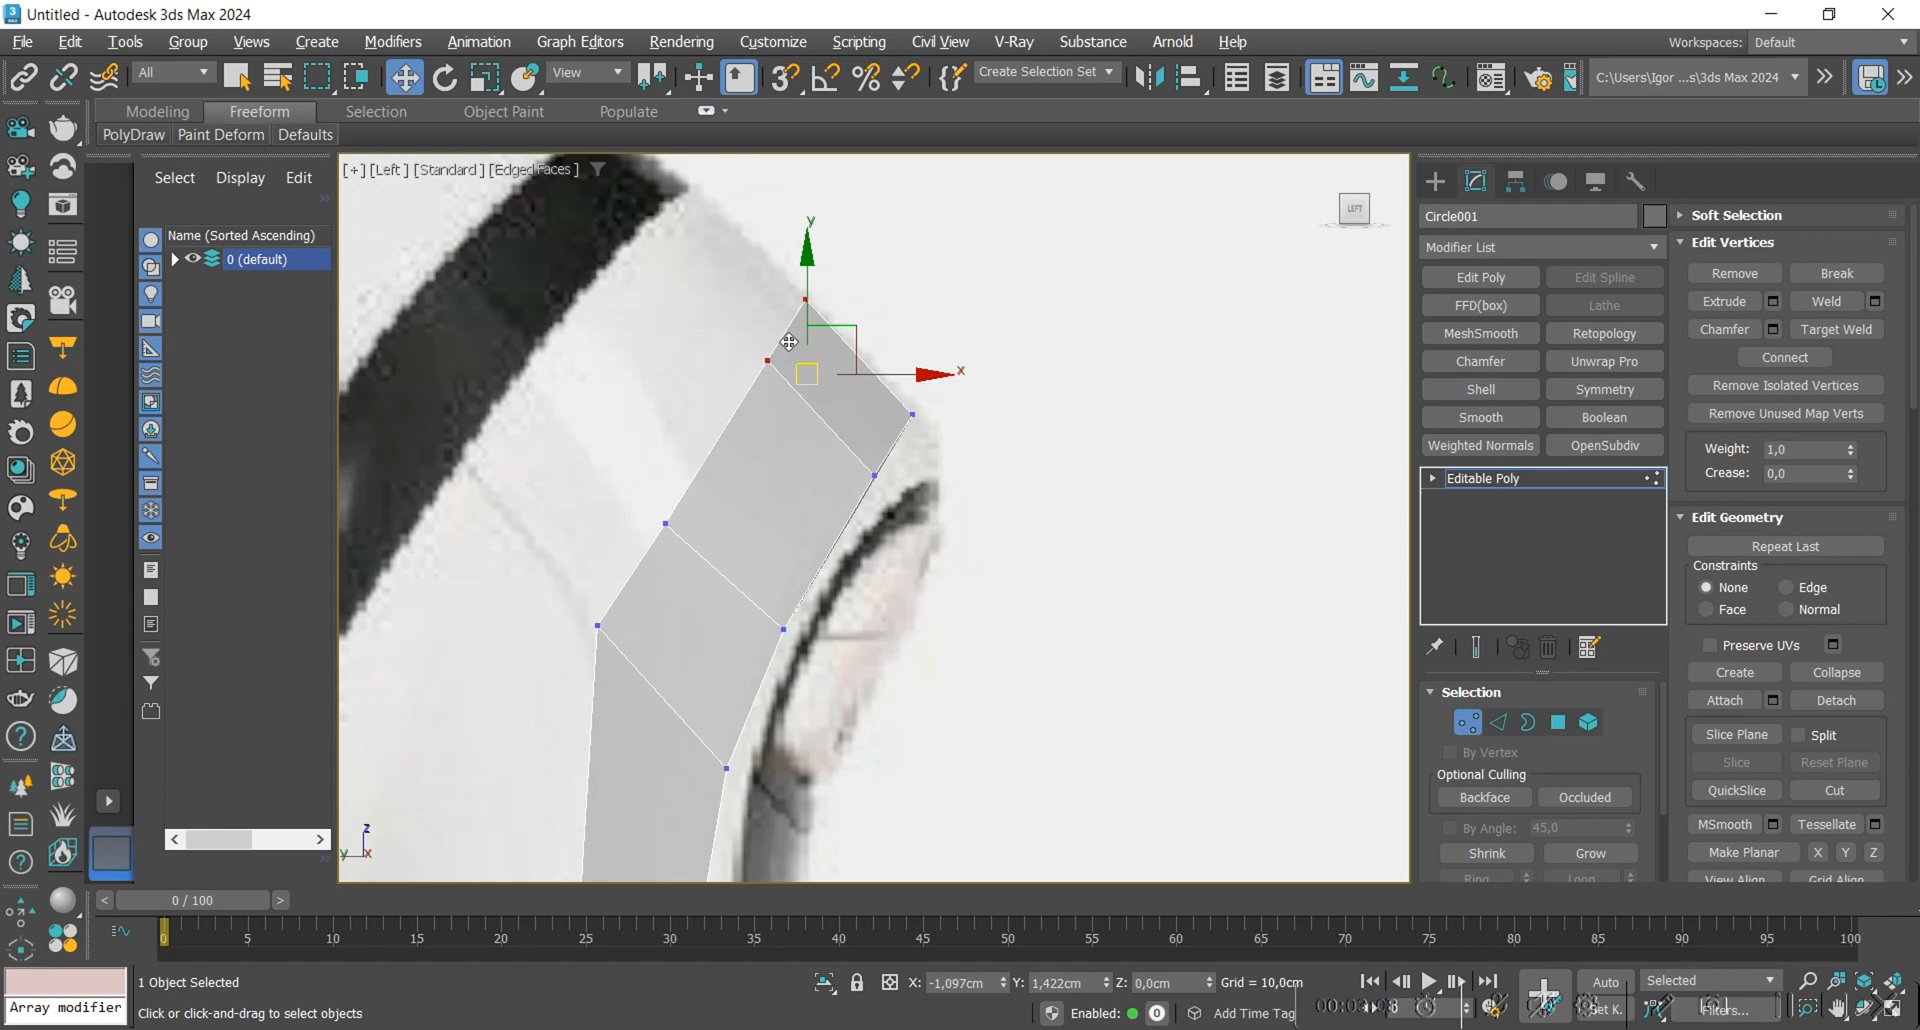 Untitled - Autodesk 3ds Max 2024
File Edit Tools Group Views Create Modifiers Animation Graph Editors Rendering Customize Scripting Civil View V-Ray Substance Arnold Help Workspaces: Default
All View Create Selection Set C:\Users\Igor ...s\3ds Max 2024
Modeling Freeform Selection Object Paint Populate
PolyDraw Paint Deform Defaults
Select Display Edit
Name (Sorted Ascending)
0 (default)
[+] [Left ] [Standard ] [Edged Faces ]
LEFT
y
x
z
y x
Circle001
Modifier List
Edit Poly Edit Spline
FFD(box) Lathe
MeshSmooth Retopology
Chamfer Unwrap Pro
Shell Symmetry
Smooth Boolean
Weighted Normals OpenSubdiv
Editable Poly
Selection
By Vertex
Optional Culling
Backface Occluded
By Angle: 45,0
Shrink Grow
Ring Loop
Soft Selection
Edit Vertices
Remove Break
Extrude Weld
Chamfer Target Weld
Connect
Remove Isolated Vertices
Remove Unused Map Verts
Weight: 1,0
Crease: 0,0
Edit Geometry
Repeat Last
Constraints
None Edge
Face Normal
Preserve UVs
Create Collapse
Attach Detach
Slice Plane Split
Slice Reset Plane
QuickSlice Cut
MSmooth Tessellate
Make Planar X Y Z
View Align Grid Align
< 0 / 100 >
0 5 10 15 20 25 30 35 40 45 50 55 60 65 70 75 80 85 90 95 100
1 Object Selected X: -1,097cm Y: 1,422cm Z: 0,0cm Grid = 10,0cm Auto Selected
Array modifier Click or click-and-drag to select objects Enabled: 0 Add Time Tag Set K. Filters...